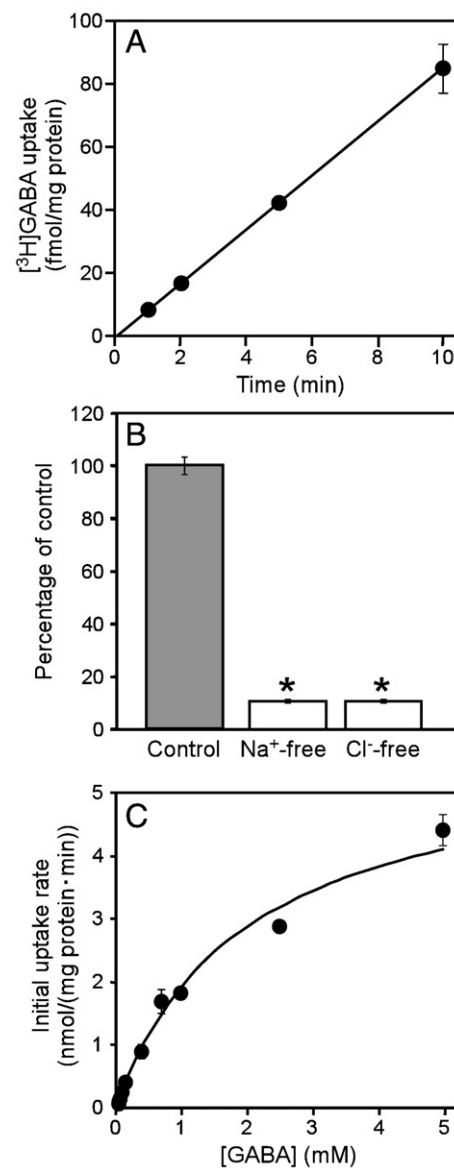 A
[³H]GABA uptake
(fmol/mg protein)
100
80
60
40
20
0
0 2 4 6 8 10
Time (min)
B
Percentage of control
120
100
80
60
40
20
0
* *
Control Na⁺-free Cl⁻-free
C
Initial uptake rate
(nmol/(mg protein·min))
5
4
3
2
1
0
0 1 2 3 4 5
[GABA] (mM)